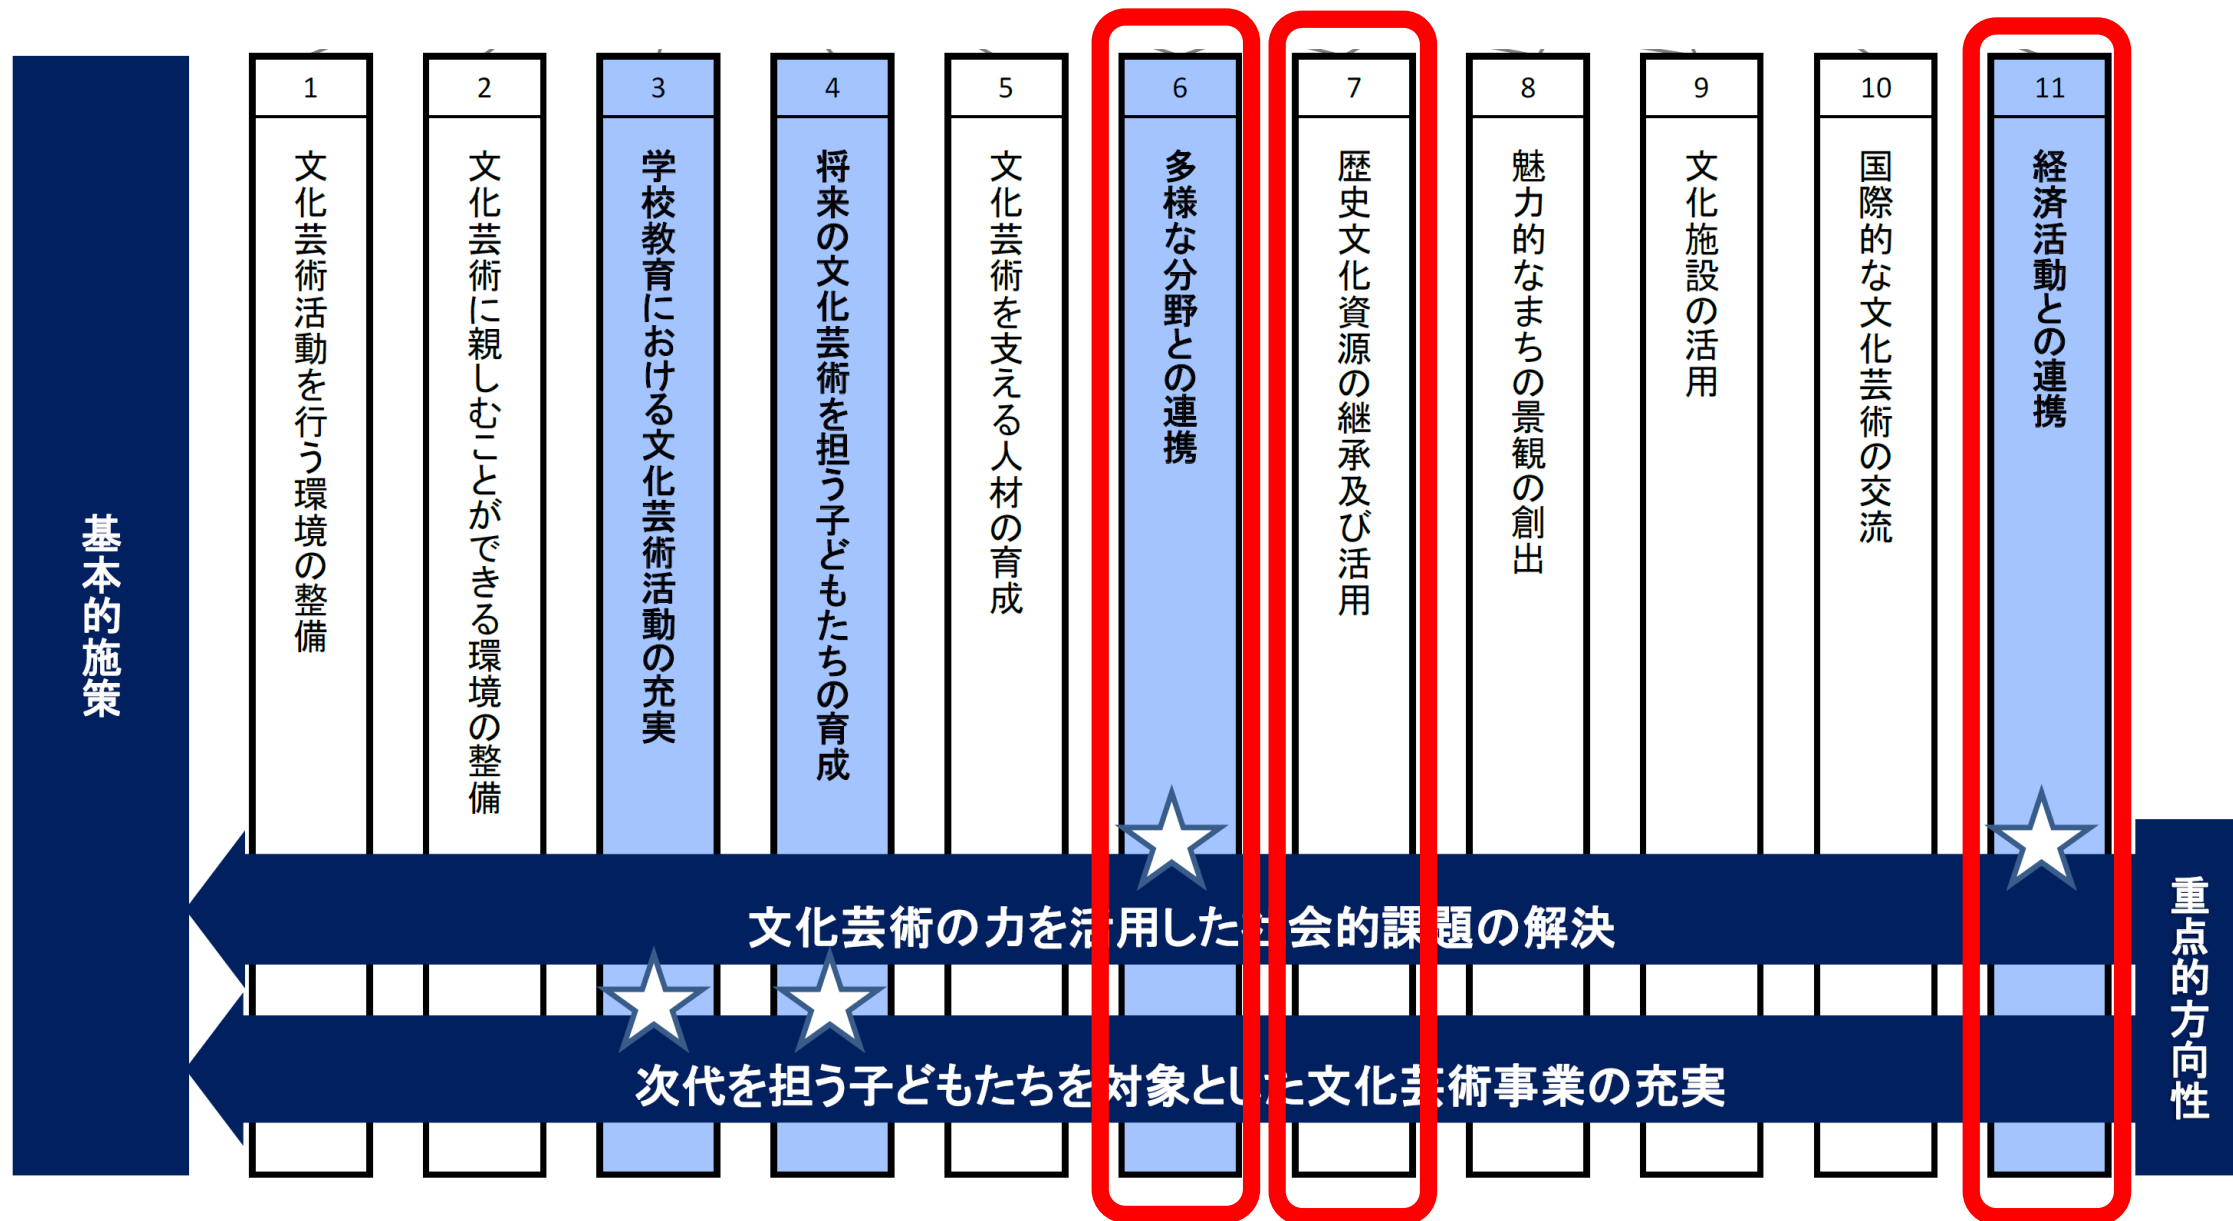 基本的施策
1
文化芸術活動を行う環境の整備
2
文化芸術に親しむことができる環境の整備
3
学校教育における文化芸術活動の充実
4
将来の文化芸術を担う子どもたちの育成
5
文化芸術を支える人材の育成
6
多様な分野との連携
7
歴史文化資源の継承及び活用
8
魅力的なまちの景観の創出
9
文化施設の活用
10
国際的な文化芸術の交流
11
経済活動との連携
文化芸術の力を活用した社会的課題の解決
次代を担う子どもたちを対象とした文化芸術事業の充実
重点的方向性